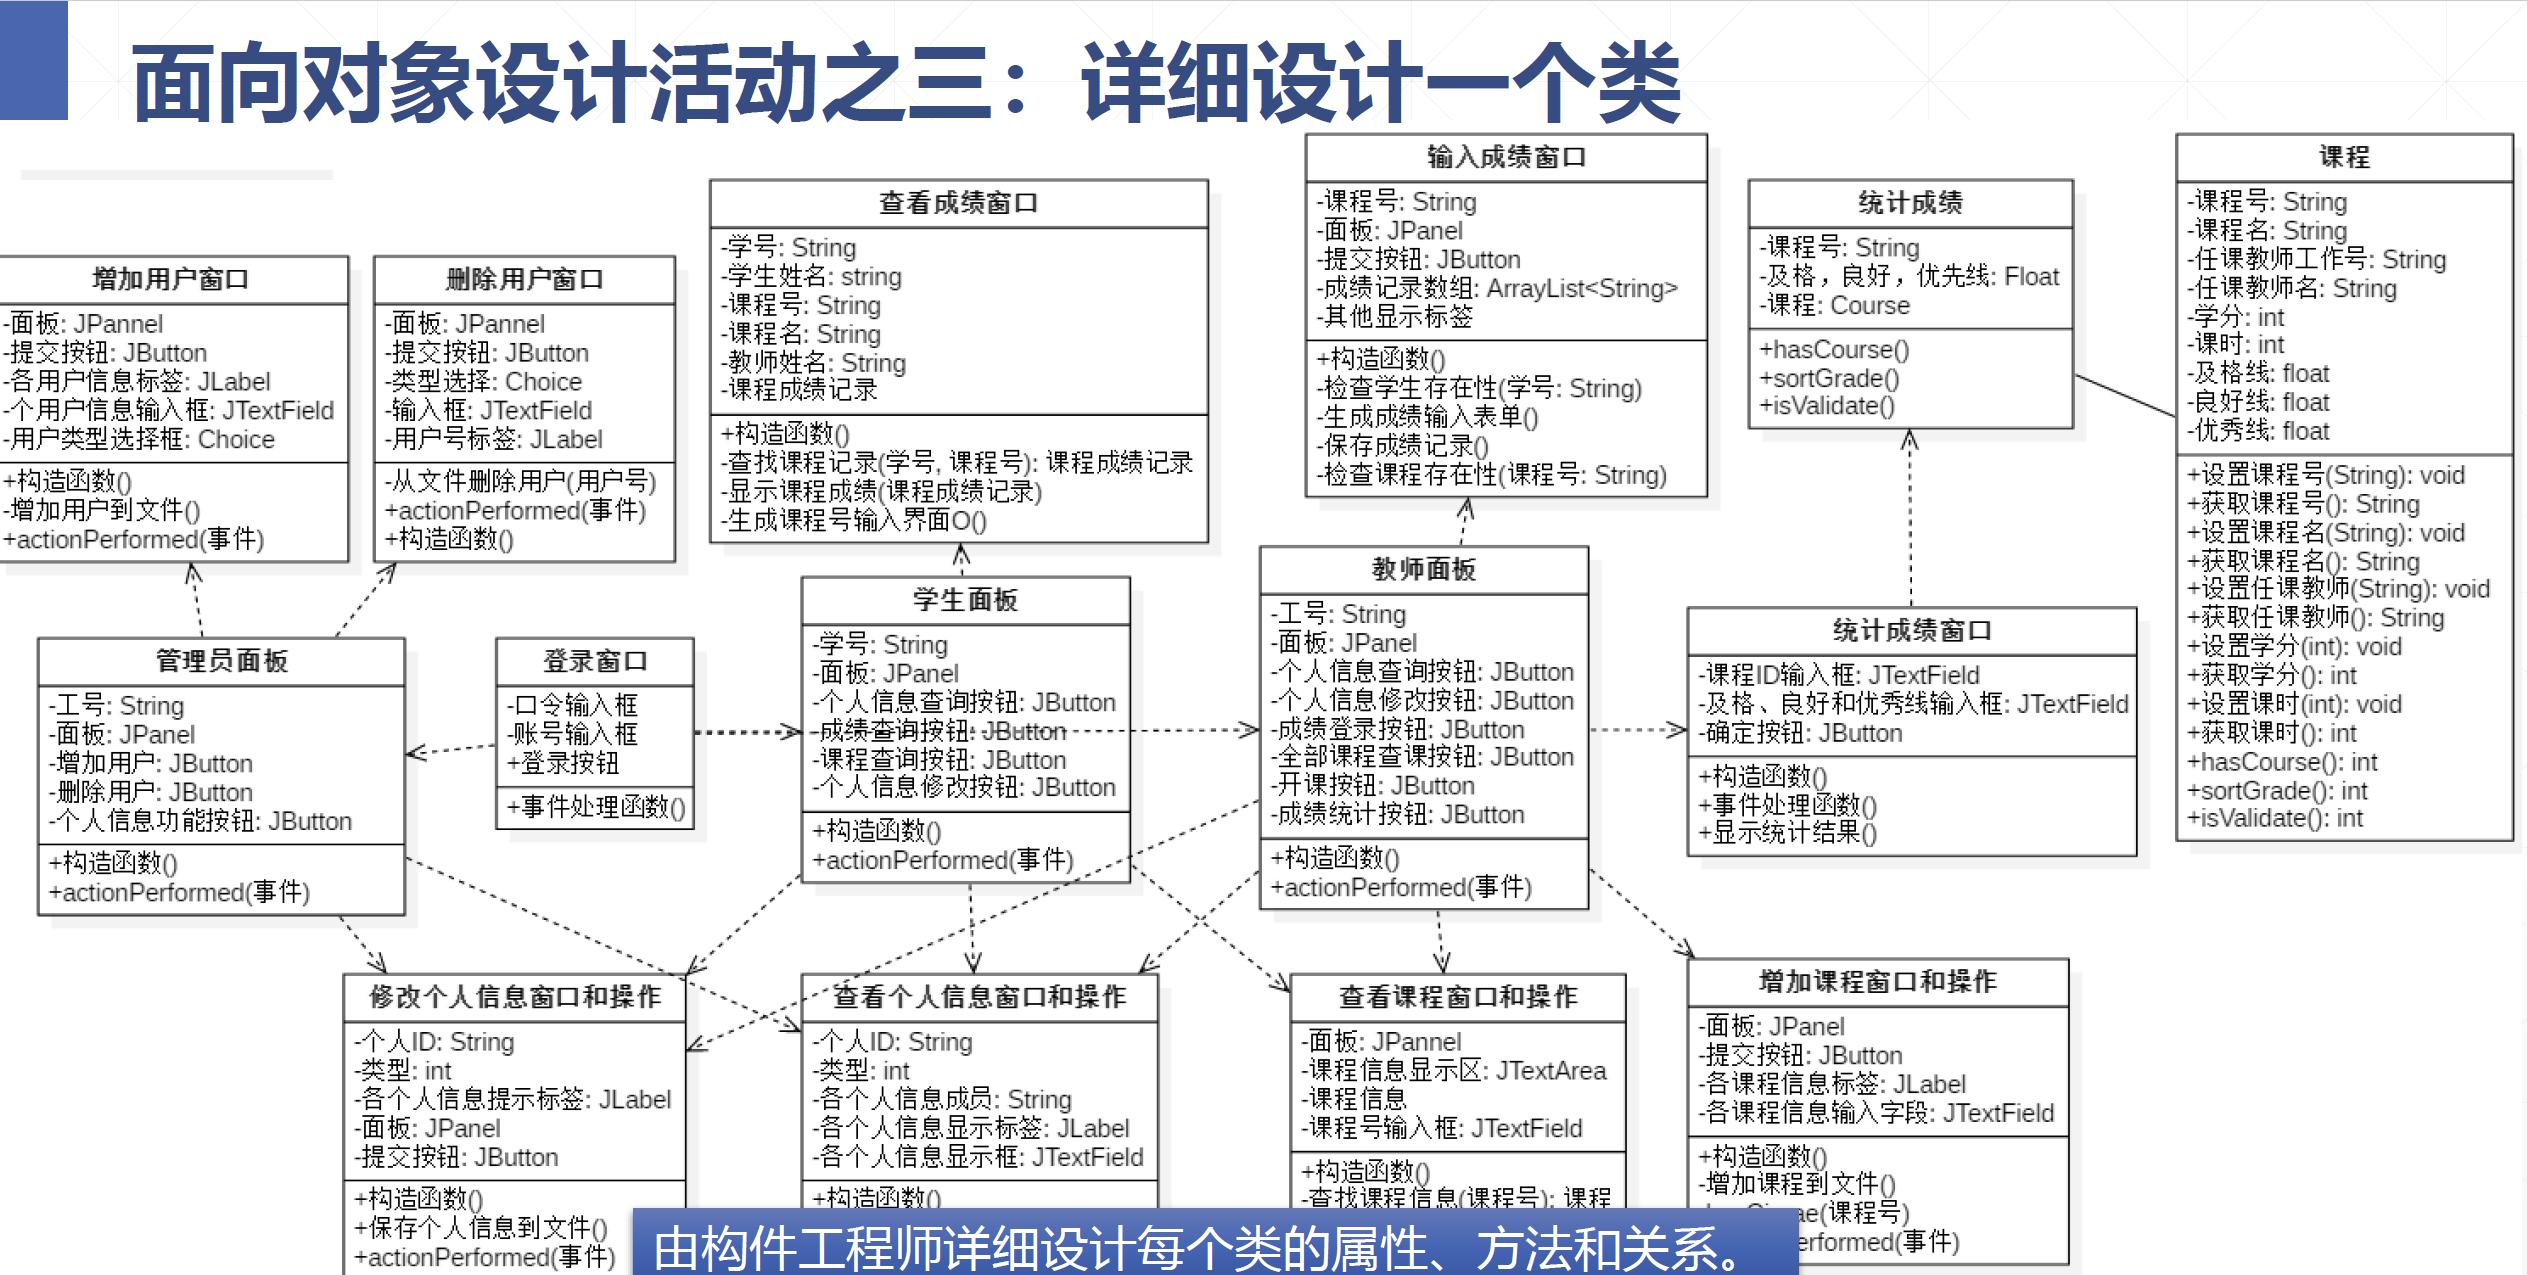 面向对象设计活动之三：详细设计一个类
增加用户窗口
-面板: JPannel
-提交按钮: JButton
-各用户信息标签: JLabel
-个用户信息输入框: JTextField
-用户类型选择框: Choice
+构造函数()
-增加用户到文件()
+actionPerformed(事件)
删除用户窗口
-面板: JPannel
-提交按钮: JButton
-类型选择: Choice
-输入框: JTextField
-用户号标签: JLabel
-从文件删除用户(用户号)
+actionPerformed(事件)
+构造函数()
查看成绩窗口
-学号: String
-学生姓名: string
-课程号: String
-课程名: String
-教师姓名: String
-课程成绩记录
+构造函数()
-查找课程记录(学号, 课程号): 课程成绩记录
-显示课程成绩(课程成绩记录)
-生成课程号输入界面O()
输入成绩窗口
-课程号: String
-面板: JPanel
-提交按钮: JButton
-成绩记录数组: ArrayList<String>
-其他显示标签
+构造函数()
-检查学生存在性(学号: String)
-生成成绩输入表单()
-保存成绩记录()
-检查课程存在性(课程号: String)
统计成绩
-课程号: String
-及格，良好，优先线: Float
-课程: Course
+hasCourse()
+sortGrade()
+isValidate()
课程
-课程号: String
-课程名: String
-任课教师工作号: String
-任课教师名: String
-学分: int
-课时: int
-及格线: float
-良好线: float
-优秀线: float
+设置课程号(String): void
+获取课程号(): String
+设置课程名(String): void
+获取课程名(): String
+设置任课教师(String): void
+获取任课教师(): String
+设置学分(int): void
+获取学分(): int
+设置课时(int): void
+获取课时(): int
+hasCourse(): int
+sortGrade(): int
+isValidate(): int
管理员面板
-工号: String
-面板: JPanel
-增加用户: JButton
-删除用户: JButton
-个人信息功能按钮: JButton
+构造函数()
+actionPerformed(事件)
登录窗口
-口令输入框
-账号输入框
+登录按钮
+事件处理函数()
学生面板
-学号: String
-面板: JPanel
-个人信息查询按钮: JButton
-成绩查询按钮: JButton
-课程查询按钮: JButton
-个人信息修改按钮: JButton
+构造函数()
+actionPerformed(事件)
教师面板
-工号: String
-面板: JPanel
-个人信息查询按钮: JButton
-个人信息修改按钮: JButton
-成绩登录按钮: JButton
-全部课程查课按钮: JButton
-开课按钮: JButton
-成绩统计按钮: JButton
+构造函数()
+actionPerformed(事件)
统计成绩窗口
-课程ID输入框: JTextField
-及格、良好和优秀线输入框: JTextField
-确定按钮: JButton
+构造函数()
+事件处理函数()
+显示统计结果()
修改个人信息窗口和操作
-个人ID: String
-类型: int
-各个人信息提示标签: JLabel
-面板: JPanel
-提交按钮: JButton
+构造函数()
+保存个人信息到文件()
+actionPerformed(事件)
查看个人信息窗口和操作
-个人ID: String
-类型: int
-各个人信息成员: String
-各个人信息显示标签: JLabel
-各个人信息显示框: JTextField
+构造函数()
查看课程窗口和操作
-面板: JPannel
-课程信息显示区: JTextArea
-课程信息
-课程号输入框: JTextField
+构造函数()
-查找课程信息(课程号): 课程
增加课程窗口和操作
-面板: JPanel
-提交按钮: JButton
-各课程信息标签: JLabel
-各课程信息输入字段: JTextField
+构造函数()
-增加课程到文件()
ae(课程号)
erformed(事件)
由构件工程师详细设计每个类的属性、方法和关系。